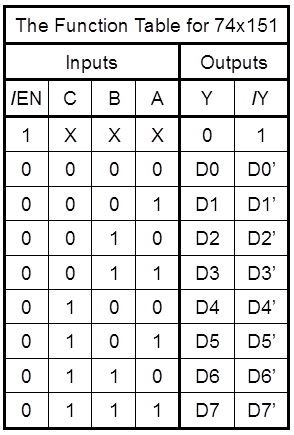 The Function Table for 74x151
Inputs Outputs
/EN C B A Y /Y
1 X X X 0 1
0 0 0 0 D0 D0’
0 0 0 1 D1 D1’
0 0 1 0 D2 D2’
0 0 1 1 D3 D3’
0 1 0 0 D4 D4’
0 1 0 1 D5 D5’
0 1 1 0 D6 D6’
0 1 1 1 D7 D7’